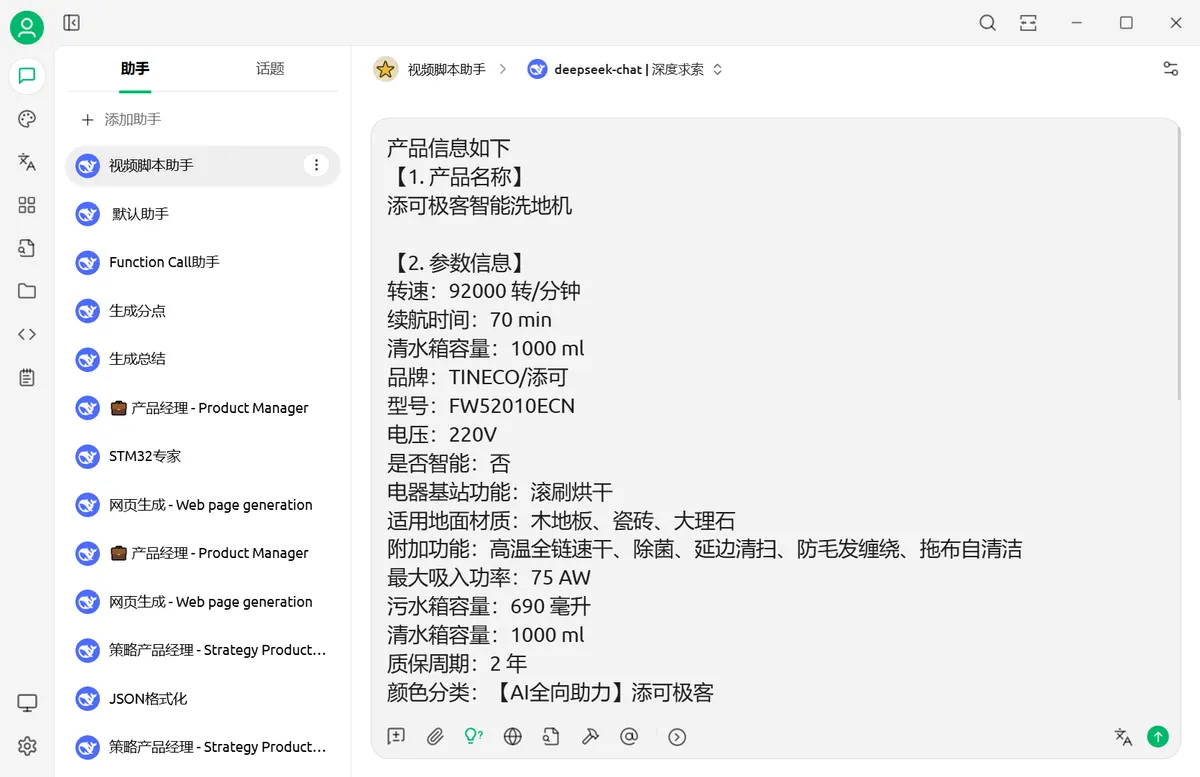 助手
话题
添加助手
视频脚本助手
默认助手
Function Call助手
生成分点
生成总结
产品经理 - Product Manager
STM32专家
网页生成 - Web page generation
产品经理 - Product Manager
网页生成 - Web page generation
策略产品经理 - Strategy Product...
JSON格式化
策略产品经理 - Strategy Product...
视频脚本助手
deepseek-chat | 深度求索
产品信息如下
【1. 产品名称】
添可极客智能洗地机
【2. 参数信息】
转速：92000 转/分钟
续航时间：70 min
清水箱容量：1000 ml
品牌：TINECO/添可
型号：FW52010ECN
电压：220V
是否智能：否
电器基站功能：滚刷烘干
适用地面材质：木地板、瓷砖、大理石
附加功能：高温全链速干、除菌、延边清扫、防毛发缠绕、拖布自清洁
最大吸入功率：75 AW
污水箱容量：690 毫升
清水箱容量：1000 ml
质保周期：2 年
颜色分类：【AI全向助力】添可极客